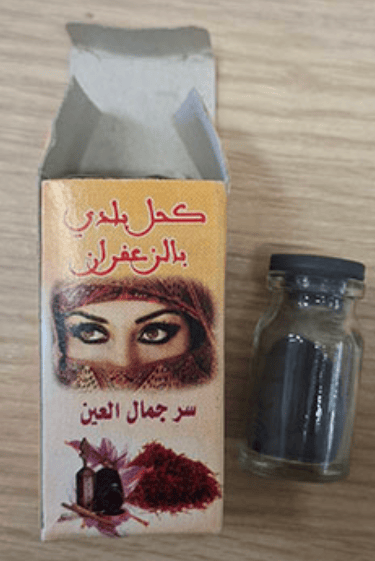 كحل بلدي
بالزعفران
سر جمال العين